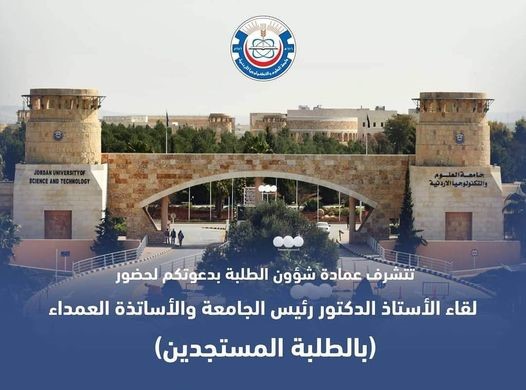 JORDAN UNIVERSITY OF
SCIENCE AND TECHNOLOGY
جامعة العلوم
والتكنولوجيا الاردنية
تتشرف عمادة شؤون الطلبة بدعوتكم لحضور
لقاء الأستاذ الدكتور رئيس الجامعة والأساتذة العمداء
(بالطلبة المستجدين)